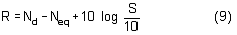 R = N_d – N_eq + 10 log S/10 (9)